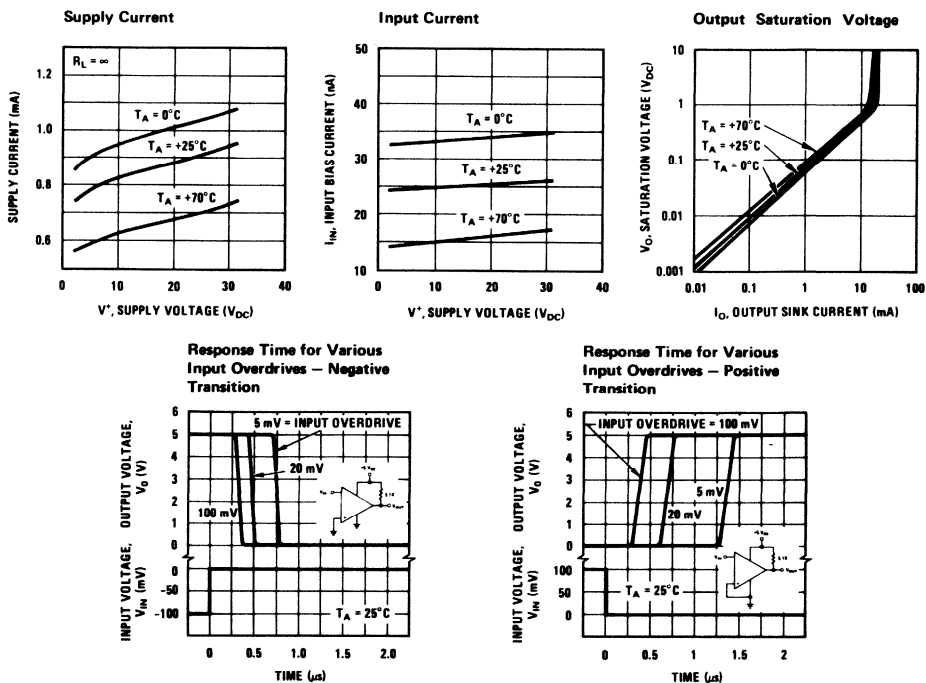 Supply Current
SUPPLY CURRENT (mA)
R_L = ∞
1.2
1.0
0.8
0.6
T_A = 0°C
T_A = +25°C
T_A = +70°C
0 10 20 30 40
V⁺, SUPPLY VOLTAGE (V_DC)
Input Current
I_IN, INPUT BIAS CURRENT (nA)
50
40
30
20
10
T_A = 0°C
T_A = +25°C
T_A = +70°C
0 10 20 30 40
V⁺, SUPPLY VOLTAGE (V_DC)
Output Saturation Voltage
V_O, SATURATION VOLTAGE (V_DC)
10
1
0.1
0.01
0.001
T_A = +70°C
T_A = +25°C
T_A = 0°C
0.01 0.1 1 10 100
I_O, OUTPUT SINK CURRENT (mA)
Response Time for Various
Input Overdrives — Negative
Transition
OUTPUT VOLTAGE,
V_O (V)
6
5
4
3
2
1
0
5 mV = INPUT OVERDRIVE
20 mV
100 mV
INPUT VOLTAGE,
V_IN (mV)
0
-50
-100
T_A = 25°C
0 0.5 1.0 1.5 2.0
TIME (μs)
Response Time for Various
Input Overdrives — Positive
Transition
OUTPUT VOLTAGE,
V_O (V)
6
5
4
3
2
1
0
INPUT OVERDRIVE = 100 mV
5 mV
20 mV
INPUT VOLTAGE,
V_IN (mV)
100
50
0
T_A = 25°C
0 0.5 1 1.5 2
TIME (μs)